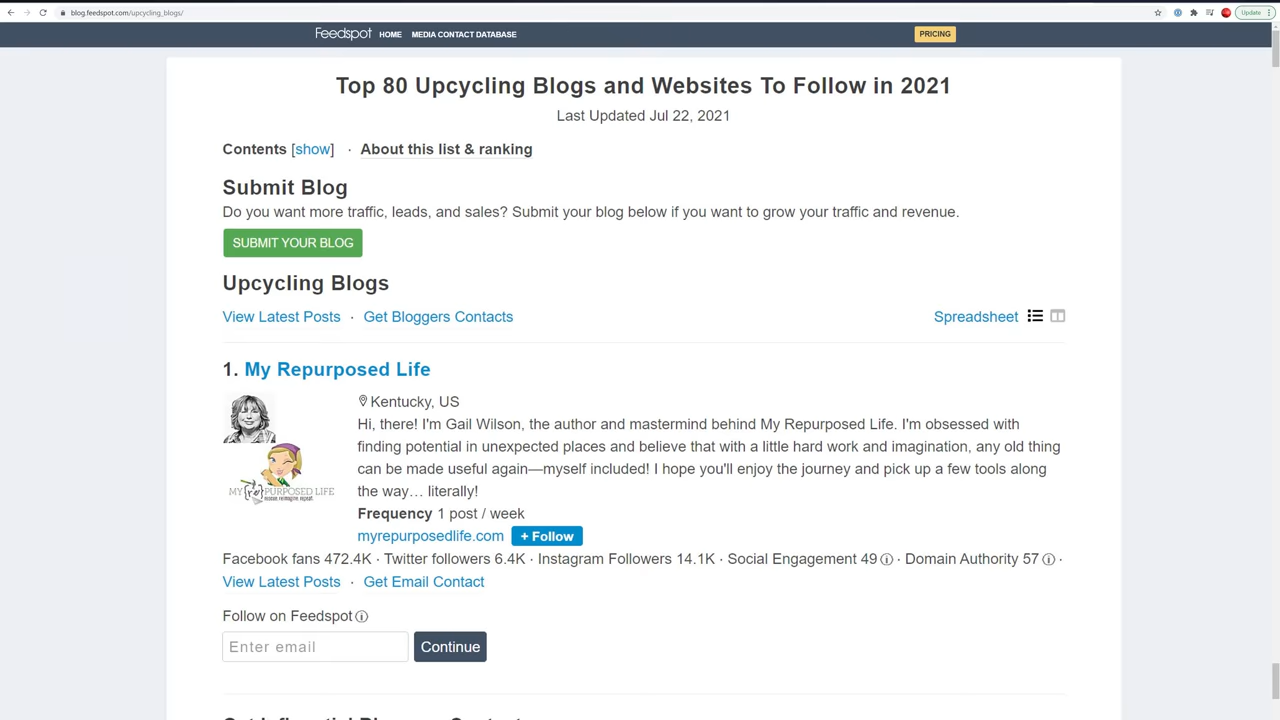 blog.feedspot.com/upcycling_blogs/
Update
Feedspot HOME MEDIA CONTACT DATABASE
PRICING
Top 80 Upcycling Blogs and Websites To Follow in 2021
Last Updated Jul 22, 2021
Contents [show] · About this list & ranking
Submit Blog
Do you want more traffic, leads, and sales? Submit your blog below if you want to grow your traffic and revenue.
SUBMIT YOUR BLOG
Upcycling Blogs
View Latest Posts · Get Bloggers Contacts
Spreadsheet
1. My Repurposed Life
Kentucky, US
Hi, there! I'm Gail Wilson, the author and mastermind behind My Repurposed Life. I'm obsessed with
finding potential in unexpected places and believe that with a little hard work and imagination, any old thing
can be made useful again—myself included! I hope you'll enjoy the journey and pick up a few tools along
the way… literally!
MY {re}PURPOSED LIFE
rescue reimagine repeat
Frequency 1 post / week
myrepurposedlife.com + Follow
Facebook fans 472.4K · Twitter followers 6.4K · Instagram Followers 14.1K · Social Engagement 49 · Domain Authority 57 ·
View Latest Posts · Get Email Contact
Follow on Feedspot
Enter email
Continue